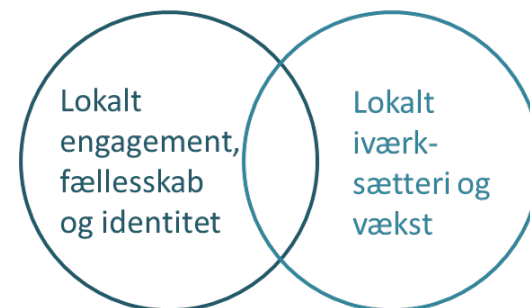 Lokalt
engagement,
fællesskab
og identitet
Lokalt
iværk-
sætteri og
vækst